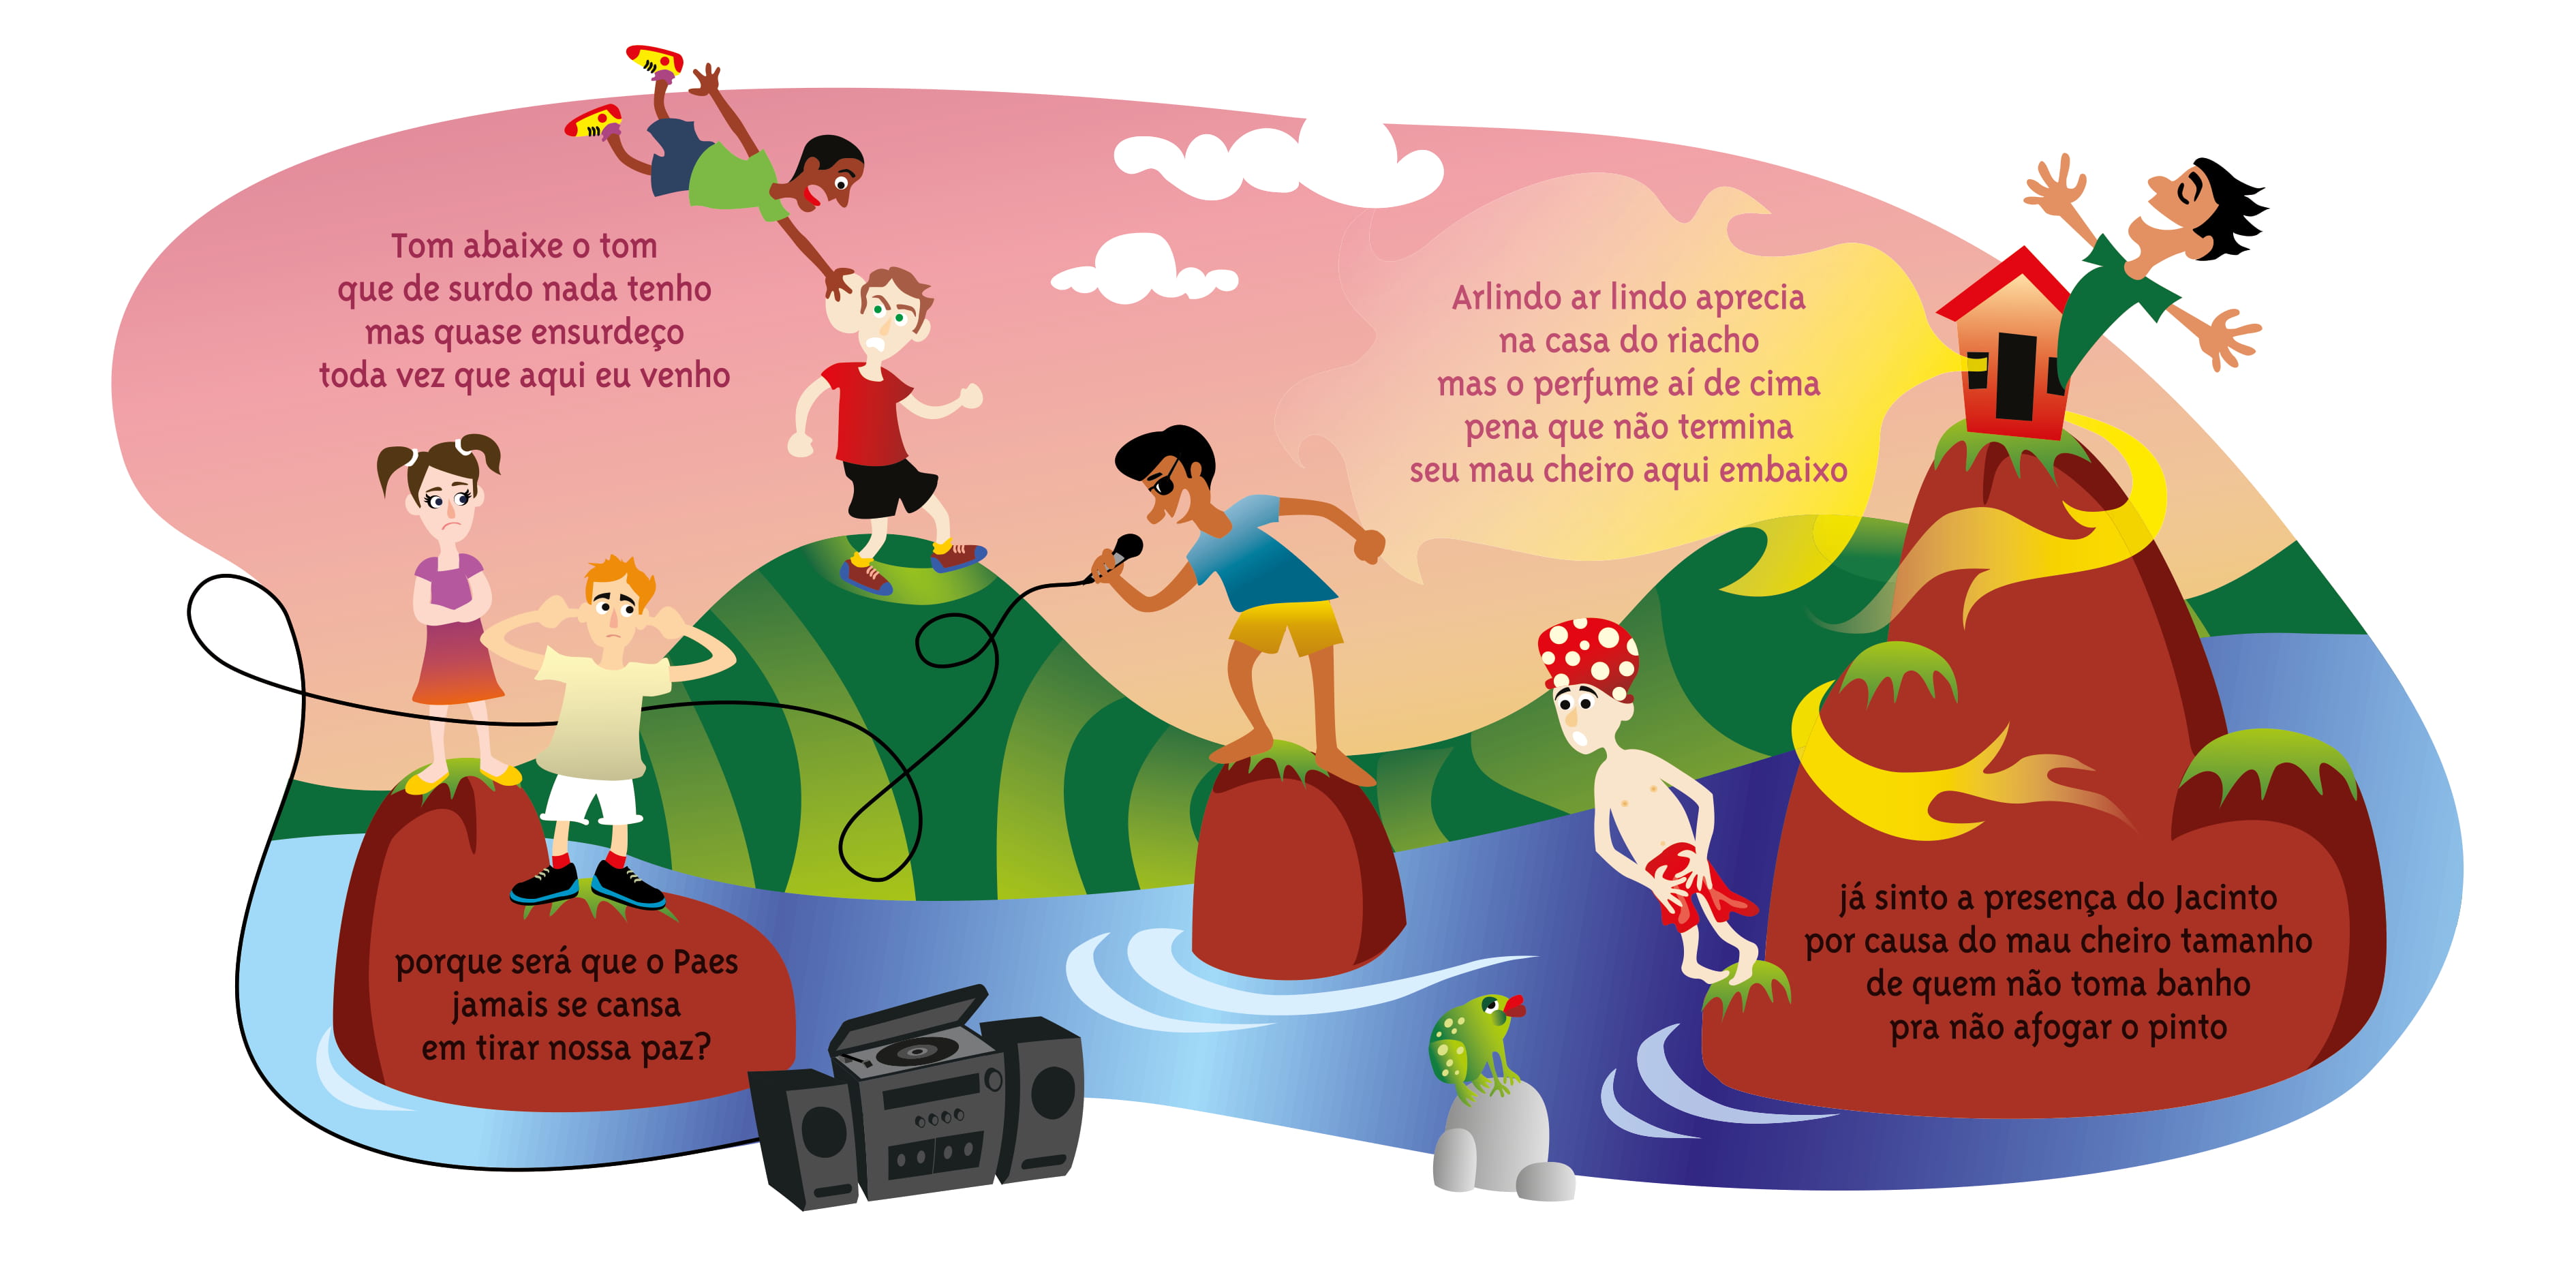 Tom abaixe o tom
que de surdo nada tenho
mas quase ensurdeço
toda vez que aqui eu venho
Arlindo ar lindo aprecia
na casa do riacho
mas o perfume aí de cima
pena que não termina
seu mau cheiro aqui embaixo
porque será que o Paes
jamais se cansa
em tirar nossa paz?
já sinto a presença do Jacinto
por causa do mau cheiro tamanho
de quem não toma banho
pra não afogar o pinto